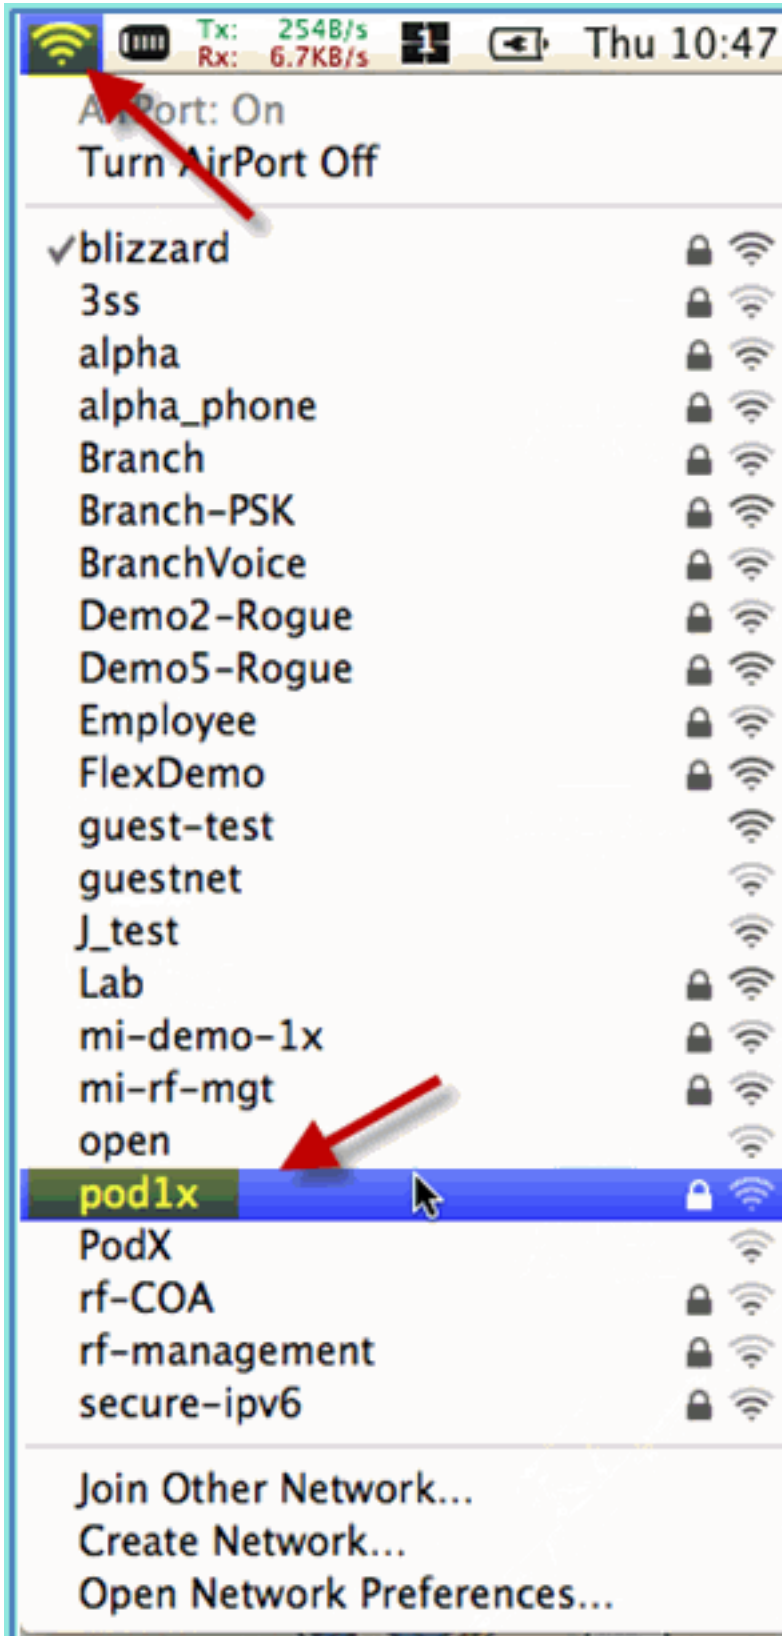 Tx: 254B/s
Rx: 6.7KB/s
1
Thu 10:47
AirPort: On
Turn AirPort Off
✓blizzard
3ss
alpha
alpha_phone
Branch
Branch-PSK
BranchVoice
Demo2-Rogue
Demo5-Rogue
Employee
FlexDemo
guest-test
guestnet
J_test
Lab
mi-demo-1x
mi-rf-mgt
open
pod1x
PodX
rf-COA
rf-management
secure-ipv6
Join Other Network...
Create Network...
Open Network Preferences...